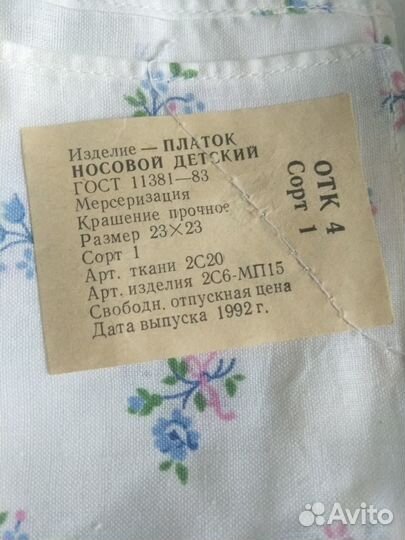 Изделие — ПЛАТОК
НОСОВОЙ ДЕТСКИЙ
ГОСТ 11381—83
Мерсеризация
Крашение прочное
Размер 23×23
Сорт 1
Арт. ткани 2С20
Арт. изделия 2С6-МП15
Свободн. отпускная цена
Дата выпуска 1992 г.
ОТК 4
Сорт 1
Avito